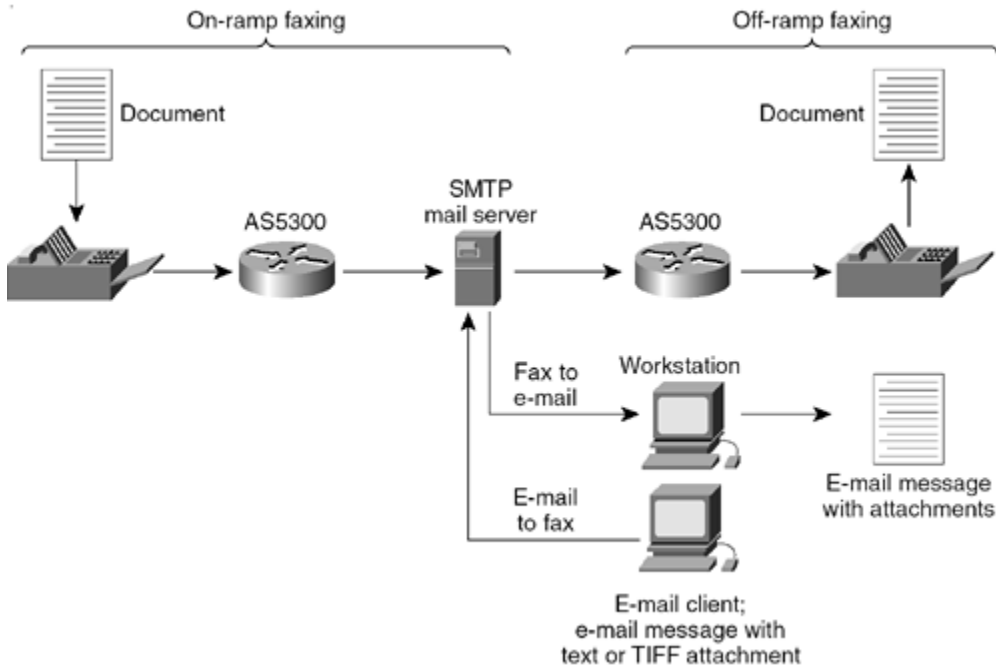 On-ramp faxing
Off-ramp faxing
Document
Document
SMTP
mail server
AS5300
AS5300
Fax to
e-mail
Workstation
E-mail message
with attachments
E-mail
to fax
E-mail client;
e-mail message with
text or TIFF attachment